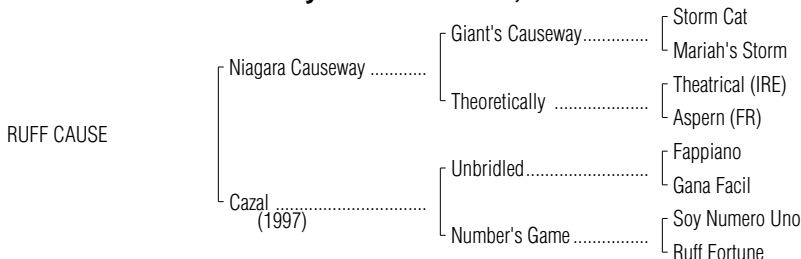 Storm Cat
Giant's Causeway..............
Mariah's Storm
Niagara Causeway ............
Theatrical (IRE)
Theoretically ....................
Aspern (FR)
RUFF CAUSE
Fappiano
Unbridled..........................
Gana Facil
Cazal ................................
(1997)
Soy Numero Uno
Number's Game................
Ruff Fortune